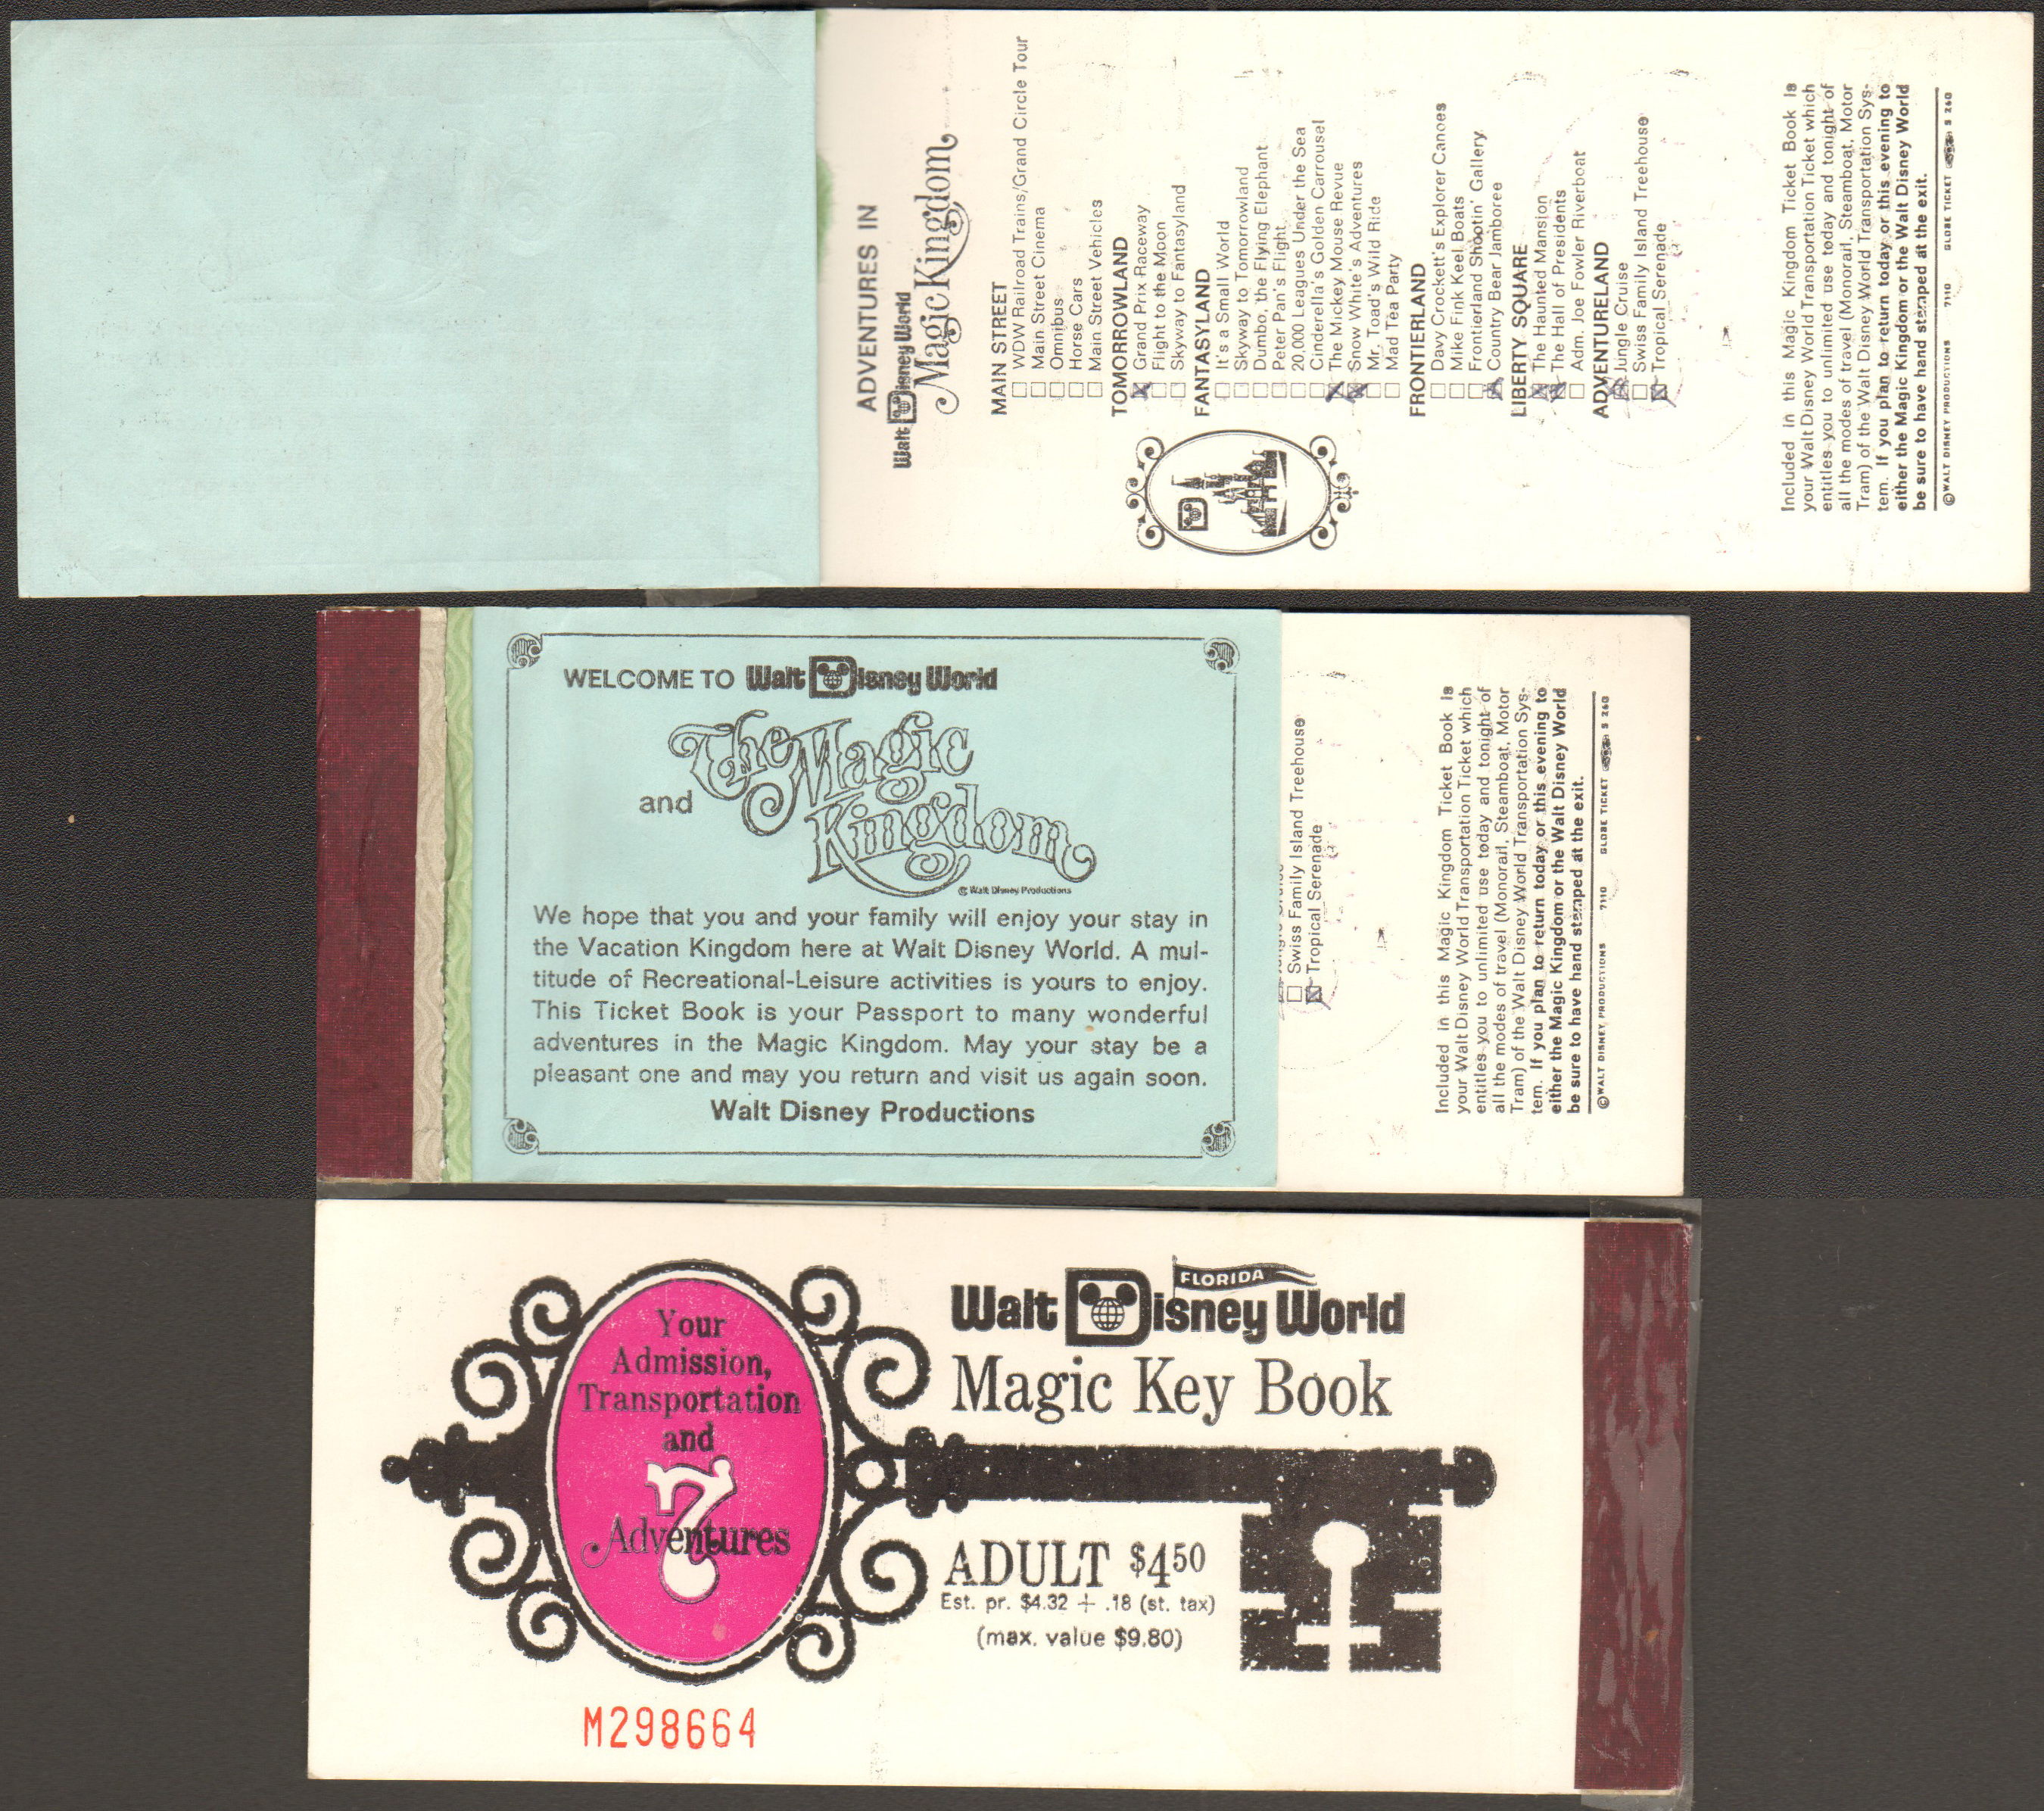 ADVENTURES IN
Walt Disney World
Magic Kingdom
MAIN STREET
WDW Railroad Trains/Grand Circle Tour
Main Street Cinema
Omnibus
Horse Cars
Main Street Vehicles
TOMORROWLAND
Grand Prix Raceway
Flight to the Moon
Skyway to Fantasyland
FANTASYLAND
It's a Small World
Skyway to Tomorrowland
Dumbo, the Flying Elephant
Peter Pan's Flight
20,000 Leagues Under the Sea
Cinderella's Golden Carrousel
The Mickey Mouse Revue
Snow White's Adventures
Mr. Toad's Wild Ride
Mad Tea Party
FRONTIERLAND
Davy Crockett's Explorer Canoes
Mike Fink Keel Boats
Frontierland Shootin' Gallery
Country Bear Jamboree
LIBERTY SQUARE
The Haunted Mansion
The Hall of Presidents
Adm. Joe Fowler Riverboat
ADVENTURELAND
Jungle Cruise
Swiss Family Island Treehouse
Tropical Serenade
Included in this Magic Kingdom Ticket Book is
your Walt Disney World Transportation Ticket which
entitles you to unlimited use today and tonight of
all the modes of travel (Monorail, Steamboat, Motor
Tram) of the Walt Disney World Transportation Sys-
tem. If you plan to return today or this evening to
either the Magic Kingdom or the Walt Disney World
be sure to have hand stamped at the exit.
©WALT DISNEY PRODUCTIONS 7110 GLOBE TICKET S 260
WELCOME TO Walt Disney World
and The Magic
Kingdom
© Walt Disney Productions
We hope that you and your family will enjoy your stay in
the Vacation Kingdom here at Walt Disney World. A mul-
titude of Recreational-Leisure activities is yours to enjoy.
This Ticket Book is your Passport to many wonderful
adventures in the Magic Kingdom. May your stay be a
pleasant one and may you return and visit us again soon.
Walt Disney Productions
Swiss Family Island Treehouse
Tropical Serenade
Included in this Magic Kingdom Ticket Book is
your Walt Disney World Transportation Ticket which
entitles you to unlimited use today and tonight of
all the modes of travel (Monorail, Steamboat, Motor
Tram) of the Walt Disney World Transportation Sys-
tem. If you plan to return today or this evening to
either the Magic Kingdom or the Walt Disney World
be sure to have hand stamped at the exit.
©WALT DISNEY PRODUCTIONS 7110 GLOBE TICKET S 260
Your
Admission,
Transportation
and
7
Adventures
FLORIDA
Walt Disney World
Magic Key Book
ADULT $4.50
Est. pr. $4.32 + .18 (st. tax)
(max. value $9.80)
M298664